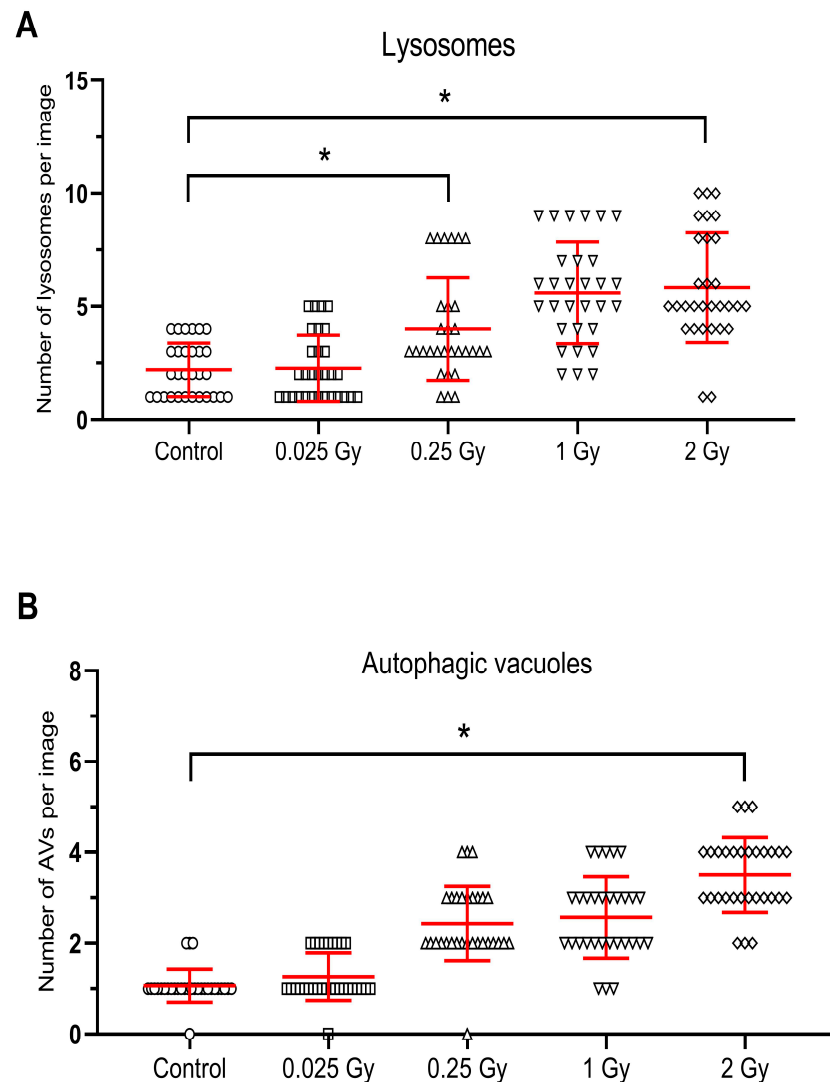 A
Lysosomes
Number of lysosomes per image
15
10
5
0
*
*
Control 0.025 Gy 0.25 Gy 1 Gy 2 Gy
B
Autophagic vacuoles
Number of AVs per image
8
6
4
2
0
*
Control 0.025 Gy 0.25 Gy 1 Gy 2 Gy